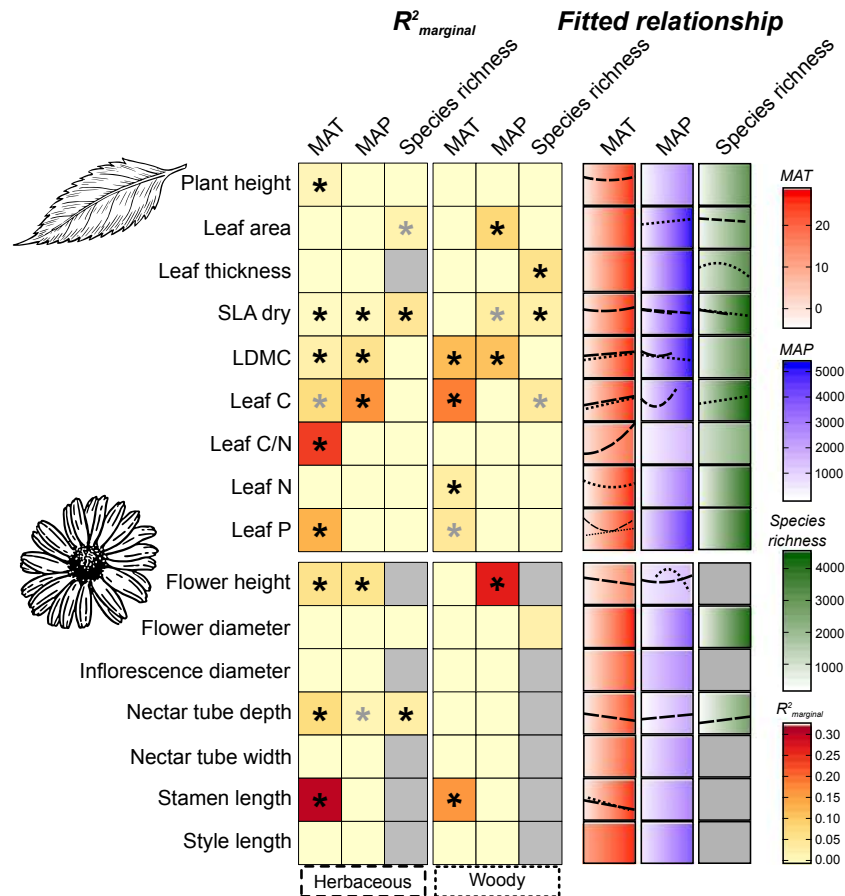 R²marginal Fitted relationship
MAT MAP Species richness MAT MAP Species richness MAT MAP Species richness
Plant height
Leaf area
Leaf thickness
SLA dry
LDMC
Leaf C
Leaf C/N
Leaf N
Leaf P
Flower height
Flower diameter
Inflorescence diameter
Nectar tube depth
Nectar tube width
Stamen length
Style length
Herbaceous Woody
MAT
20
10
0
MAP
5000
4000
3000
2000
1000
Species
richness
4000
3000
2000
1000
R²marginal
0.30
0.25
0.20
0.15
0.10
0.05
0.00